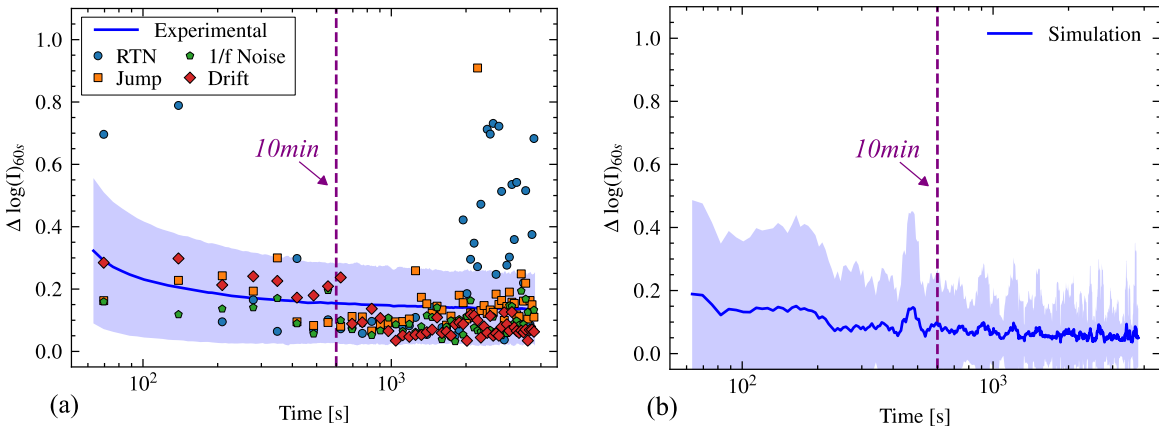 1.0
0.8
0.6
0.4
0.2
0.0
Δ log(I)60s
Experimental
RTN
1/f Noise
Jump
Drift
10min
10²
10³
Time [s]
(a)
1.0
0.8
0.6
0.4
0.2
0.0
Δ log(I)60s
Simulation
10min
10²
10³
Time [s]
(b)